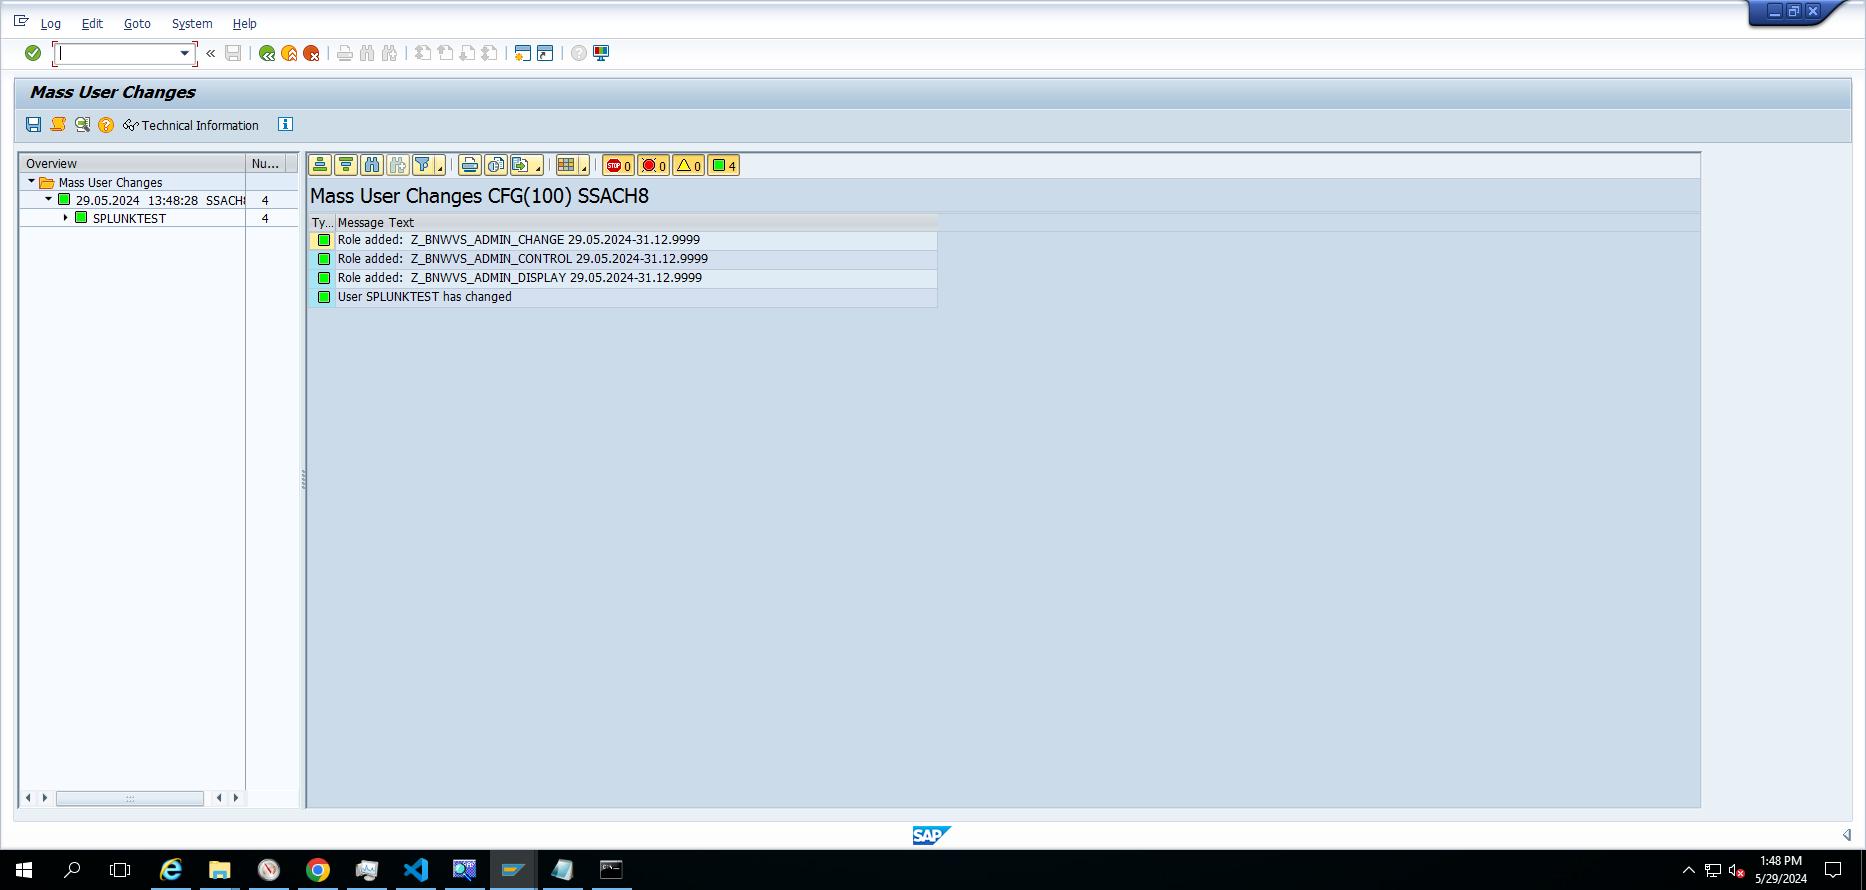 Log Edit Goto System Help
Mass User Changes
Technical Information
Overview Nu...
Mass User Changes
29.05.2024 13:48:28 SSACH8 4
SPLUNKTEST 4
STOP 0 0 0 4
Mass User Changes CFG(100) SSACH8
Ty... Message Text
Role added: Z_BNWVS_ADMIN_CHANGE 29.05.2024-31.12.9999
Role added: Z_BNWVS_ADMIN_CONTROL 29.05.2024-31.12.9999
Role added: Z_BNWVS_ADMIN_DISPLAY 29.05.2024-31.12.9999
User SPLUNKTEST has changed
SAP
1:48 PM
5/29/2024